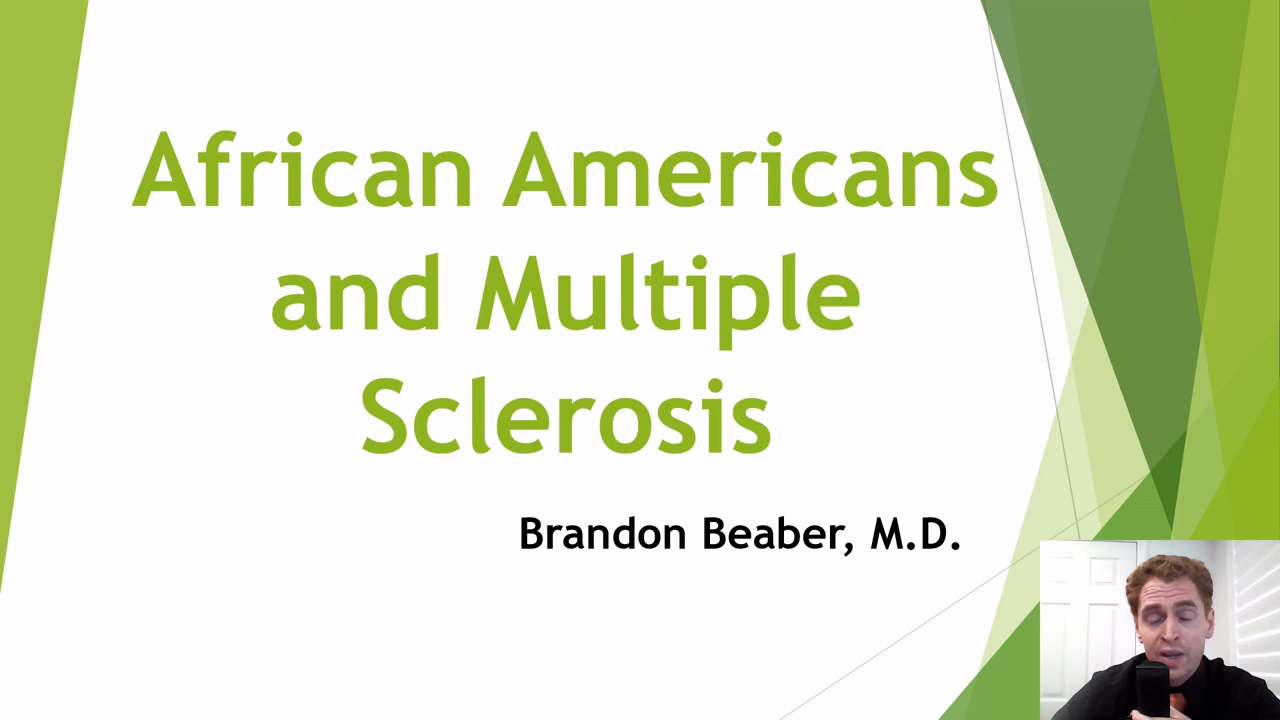 African Americans
and Multiple
Sclerosis
Brandon Beaber, M.D.